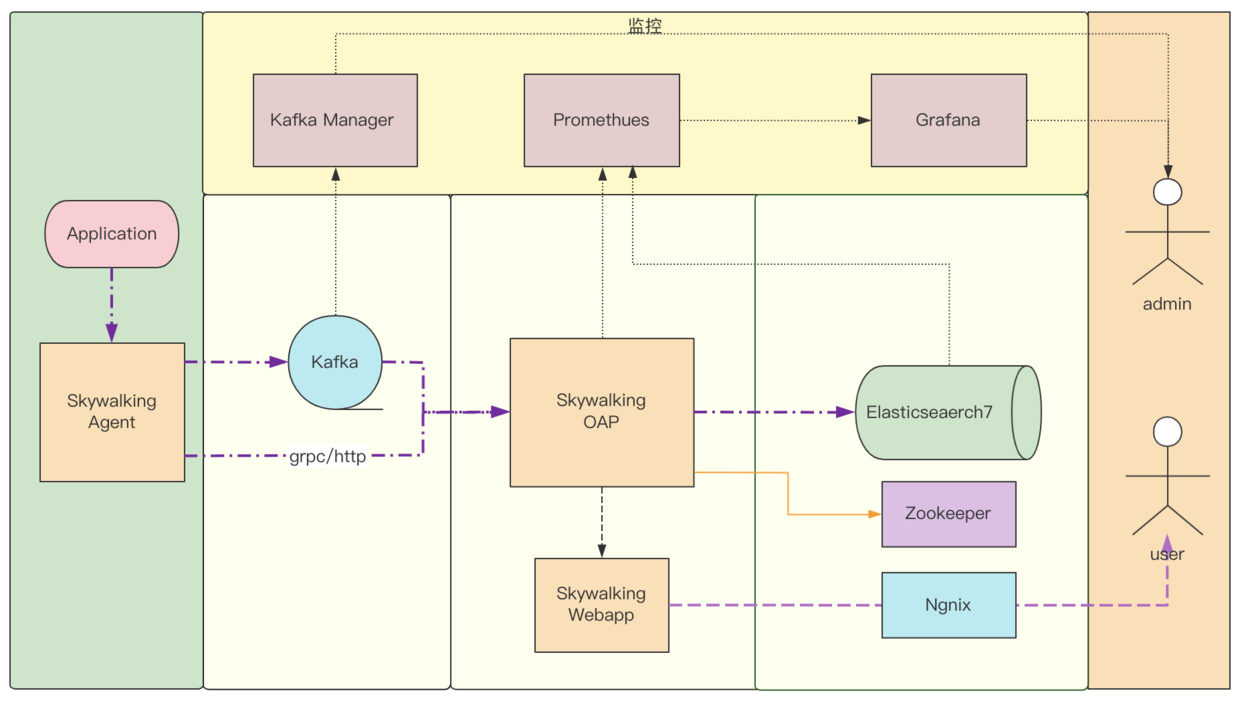 监控
Kafka Manager
Promethues
Grafana
Application
admin
Skywalking
Agent
Kafka
grpc/http
Skywalking
OAP
Elasticseaerch7
Zookeeper
user
Skywalking
Webapp
Ngnix